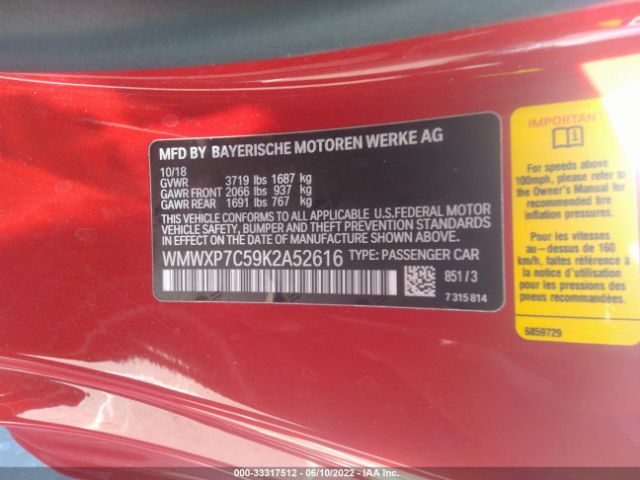 MFD BY BAYERISCHE MOTOREN WERKE AG
10/18
GVWR 3719 lbs 1687 kg
GAWR FRONT 2066 lbs 937 kg
GAWR REAR 1691 lbs 767 kg
THIS VEHICLE CONFORMS TO ALL APPLICABLE U.S.FEDERAL MOTOR
VEHICLE SAFETY, BUMPER AND THEFT PREVENTION STANDARDS
IN EFFECT ON THE DATE OF MANUFACTURE SHOWN ABOVE.
WMWXP7C59K2A52616 TYPE: PASSENGER CAR
851/3
7 315 814
IMPORTANT
For speeds above
100mph, please refer to
the Owner's Manual for
recommended tire
inflation pressures.
Pour les vitesses
au-dessus de 160
km/h, faites référence à
la notice d'utilisation
pour les pressions des
pneus recommandées.
6859729
000-33317512 - 06/10/2022 - IAA Inc.